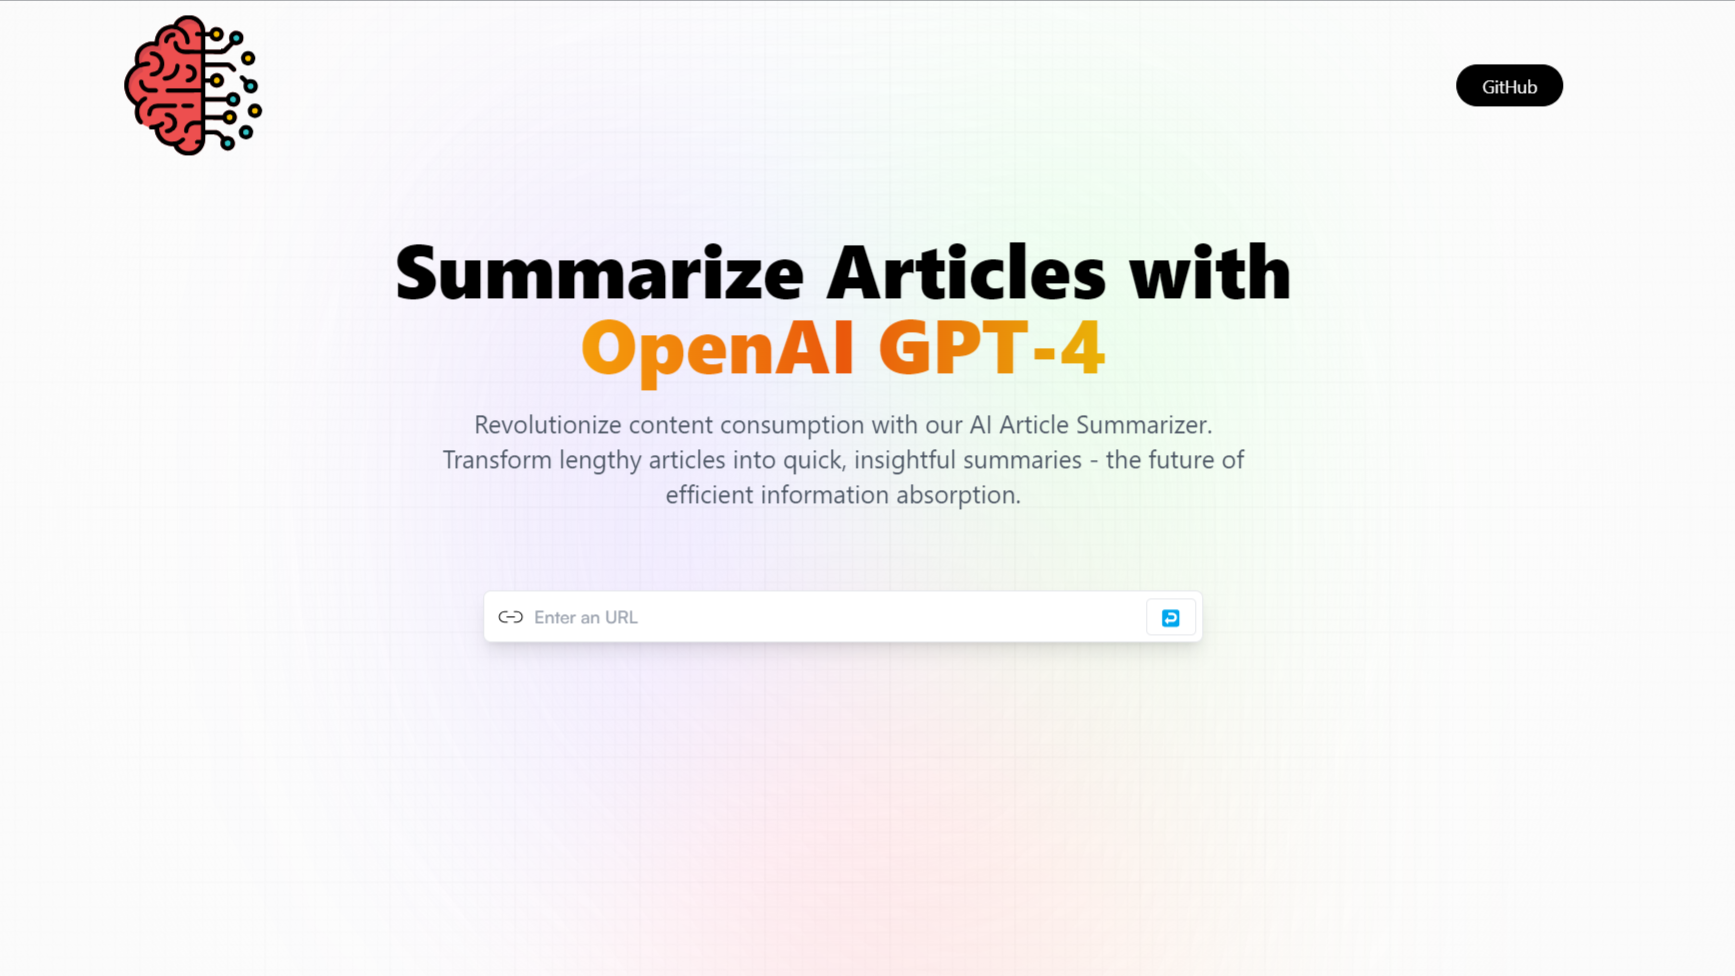 GitHub
Summarize Articles with
OpenAI GPT-4
Revolutionize content consumption with our AI Article Summarizer.
Transform lengthy articles into quick, insightful summaries - the future of
efficient information absorption.
Enter an URL